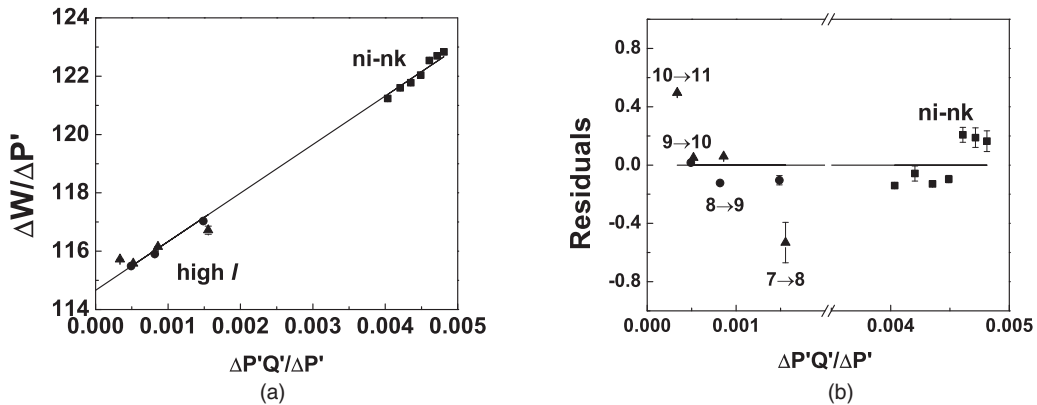 123
122
120
118
116
114
ΔW/ΔP'
ni-nk
high l
0.000 0.001 0.002 0.003 0.004 0.005
ΔP'Q'/ΔP'
(a)
0.8
0.4
0.0
-0.4
-0.8
Residuals
10→11
9→10
8→9
7→8
ni-nk
0.000 0.001 0.004 0.005
ΔP'Q'/ΔP'
(b)